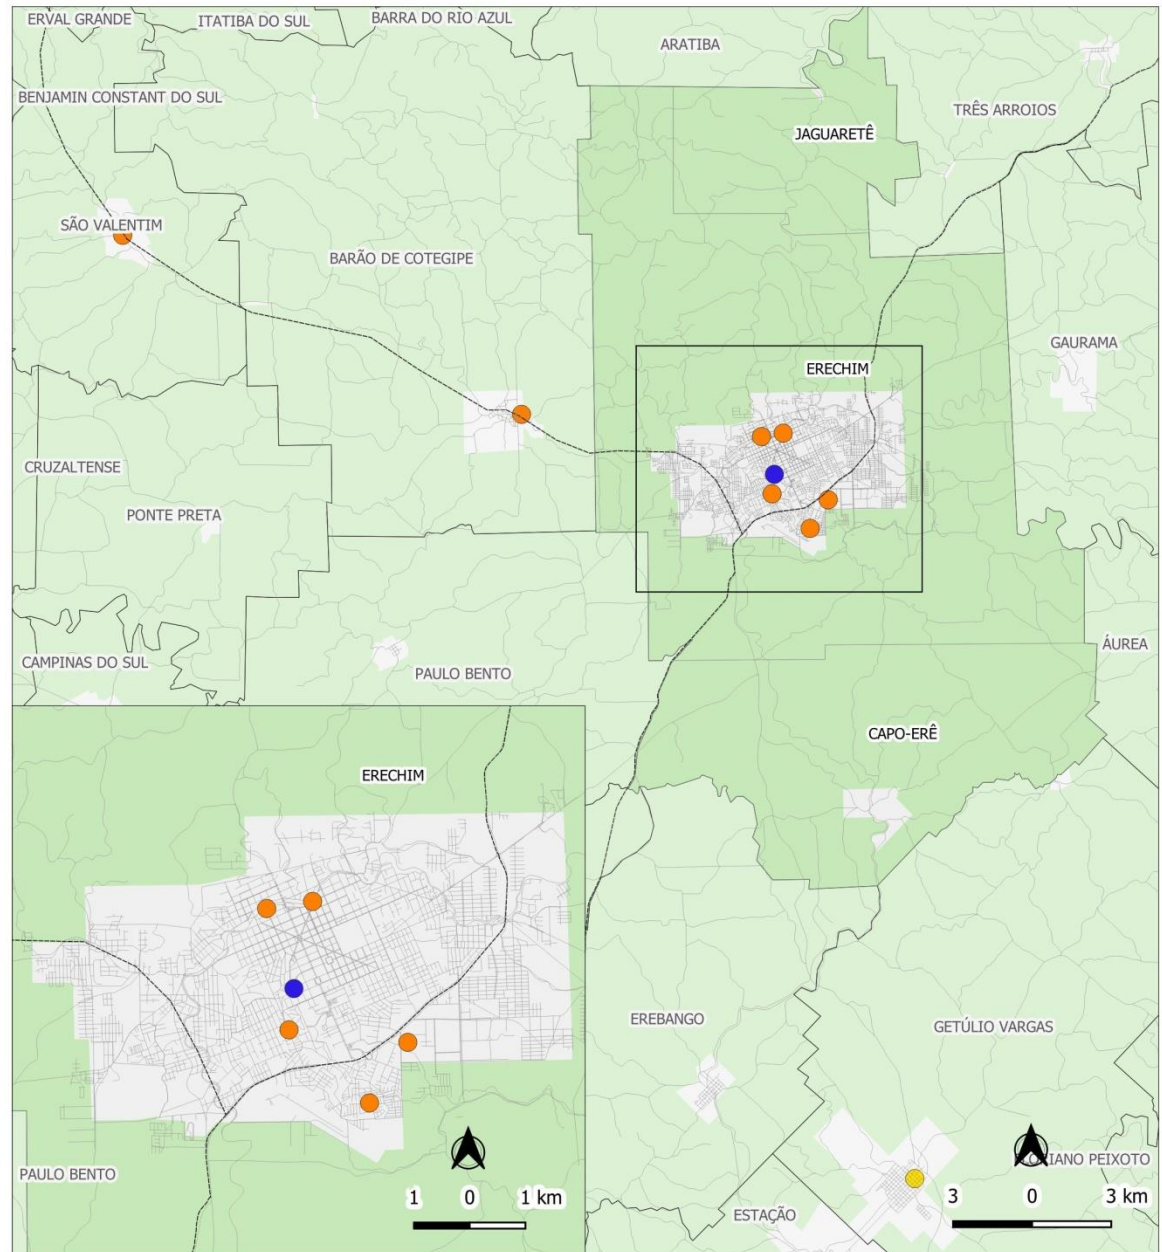 ERVAL GRANDE
ITATIBA DO SUL
BARRA DO RIO AZUL
ARATIBA
BENJAMIN CONSTANT DO SUL
TRÊS ARROIOS
JAGUARETÊ
SÃO VALENTIM
BARÃO DE COTEGIPE
GAURAMA
ERECHIM
CRUZALTENSE
PONTE PRETA
CAMPINAS DO SUL
PAULO BENTO
ÁUREA
CAPO-ERÊ
ERECHIM
EREBANGO
GETÚLIO VARGAS
PAULO BENTO
PEIXOTO
1 0 1 km
3 0 3 km
ESTAÇÃO